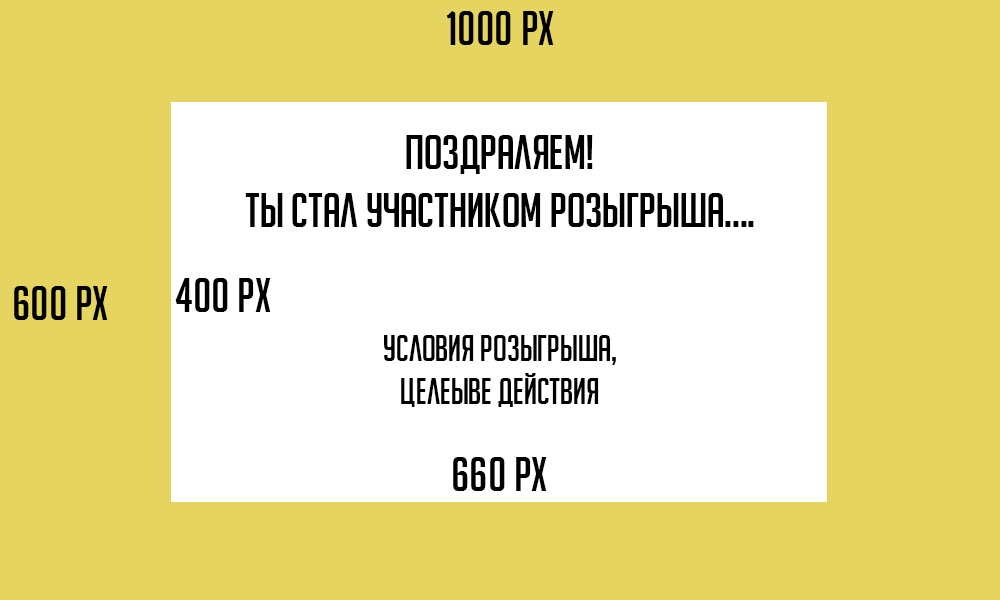 1000 PX
ПОЗДРАЛЯЕМ!
ТЫ СТАЛ УЧАСТНИКОМ РОЗЫГРЫША....
600 PX
400 PX
УСЛОВИЯ РОЗЫГРЫША,
ЦЕЛЕЫВЕ ДЕЙСТВИЯ
660 PX